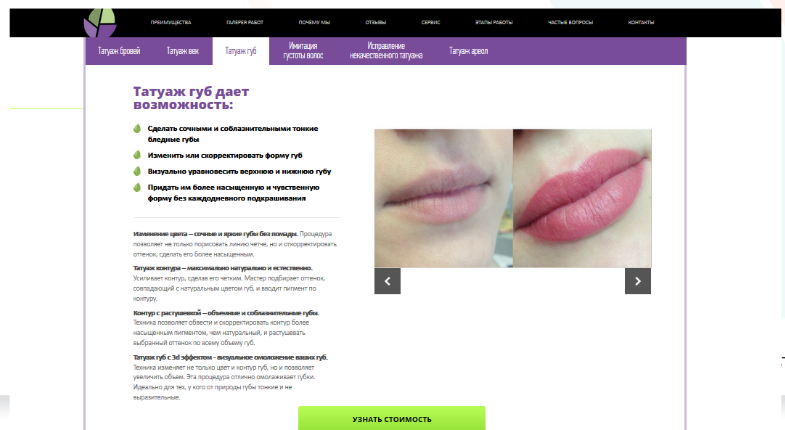 ПРЕИМУЩЕСТВА ГАЛЕРЕЯ РАБОТ ПОЧЕМУ МЫ ОТЗЫВЫ СЕРВИС ЭТАПЫ РАБОТЫ ЧАСТЫЕ ВОПРОСЫ КОНТАКТЫ
Татуаж бровей Татуаж век Татуаж губ Имитация густоты волос Исправление некачественного татуажа Татуаж ареол
Татуаж губ дает
возможность:
Сделать сочными и соблазнительными тонкие
бледные губы
Изменить или скорректировать форму губ
Визуально уравновесить верхнюю и нижнюю губу
Придать им более насыщенную и чувственную
форму без каждодневного подкрашивания
Изменение цвета – сочные и яркие губы без помады. Процедура
позволяет не только порисовать линию четче, но и откорректировать
оттенок, сделать его более насыщенным.
Татуаж контура – максимально натурально и естественно.
Усиливает контур, сделав его четким. Мастер подбирает оттенок,
совпадающий с натуральным цветом губ, и вводит пигмент по
контуру.
Контур с растушевкой – объемные и соблазнительные губы.
Техника позволяет обвести и скорректировать контур более
насыщенным пигментом, чем натуральный, и растушевать
выбранный оттенок по всему объему губ.
Татуаж губ с 3d эффектом – визуальное омоложение ваших губ.
Техника изменяет не только цвет и контур губ, но и позволяет
увеличить объем. Эта процедура отлично омолаживает губки.
Идеально для тех, у кого от природы губы тонкие и не
выразительные.
УЗНАТЬ СТОИМОСТЬ